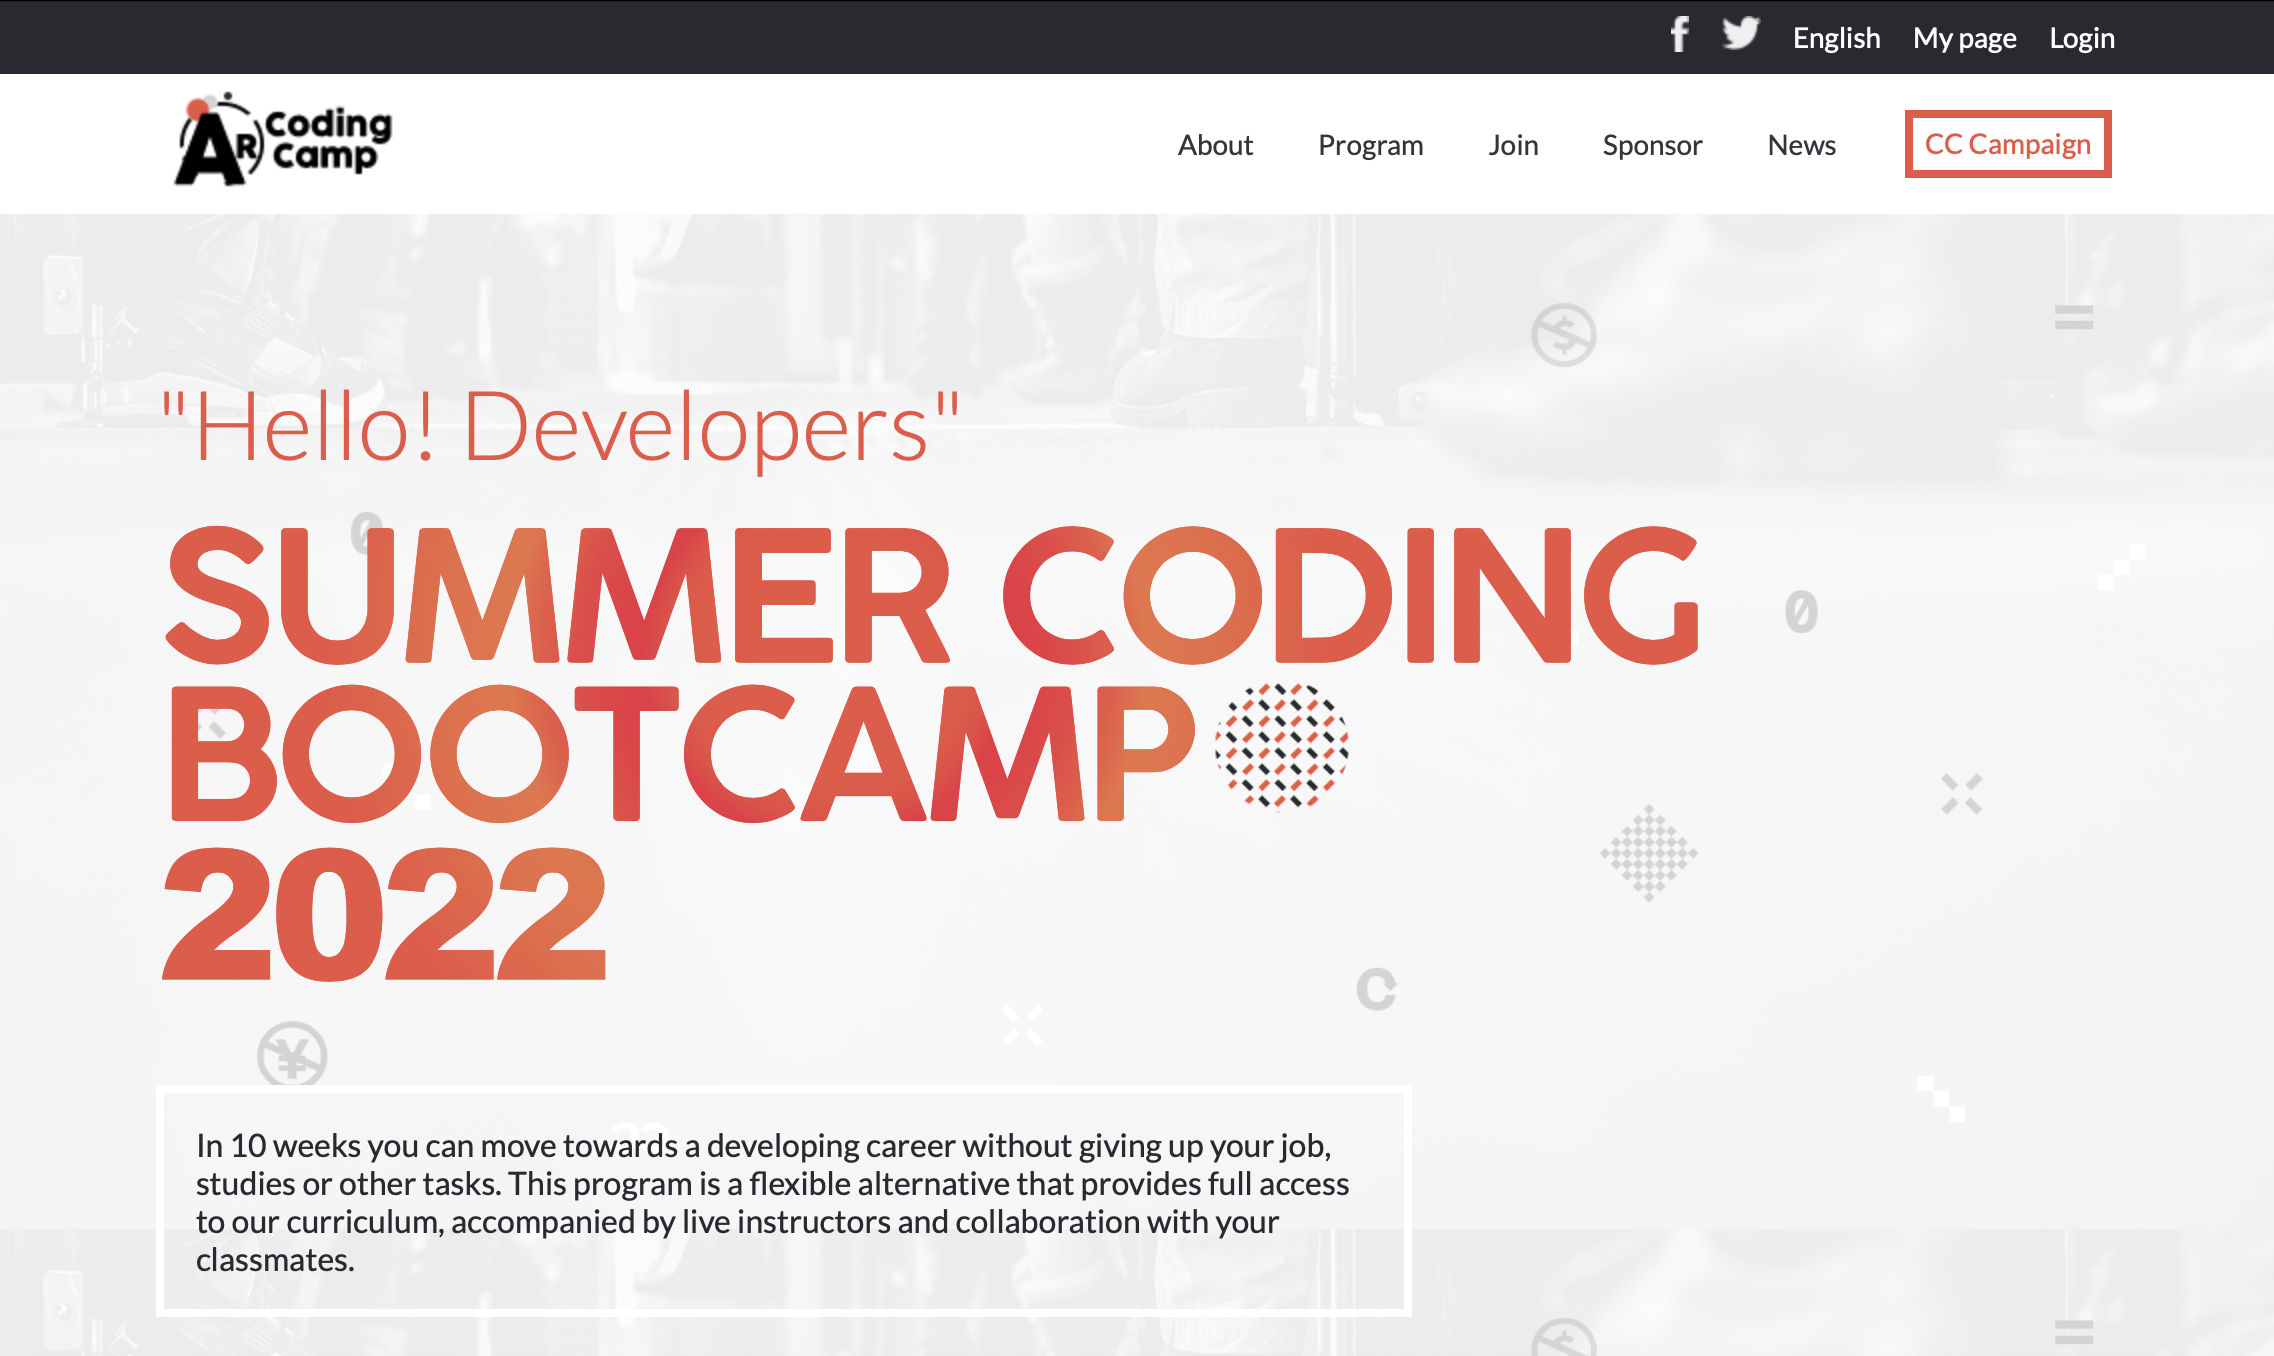 English My page Login
AR Coding
Camp
About Program Join Sponsor News CC Campaign
"Hello! Developers"
SUMMER CODING
BOOTCAMP
2022
In 10 weeks you can move towards a developing career without giving up your job,
studies or other tasks. This program is a flexible alternative that provides full access
to our curriculum, accompanied by live instructors and collaboration with your
classmates.